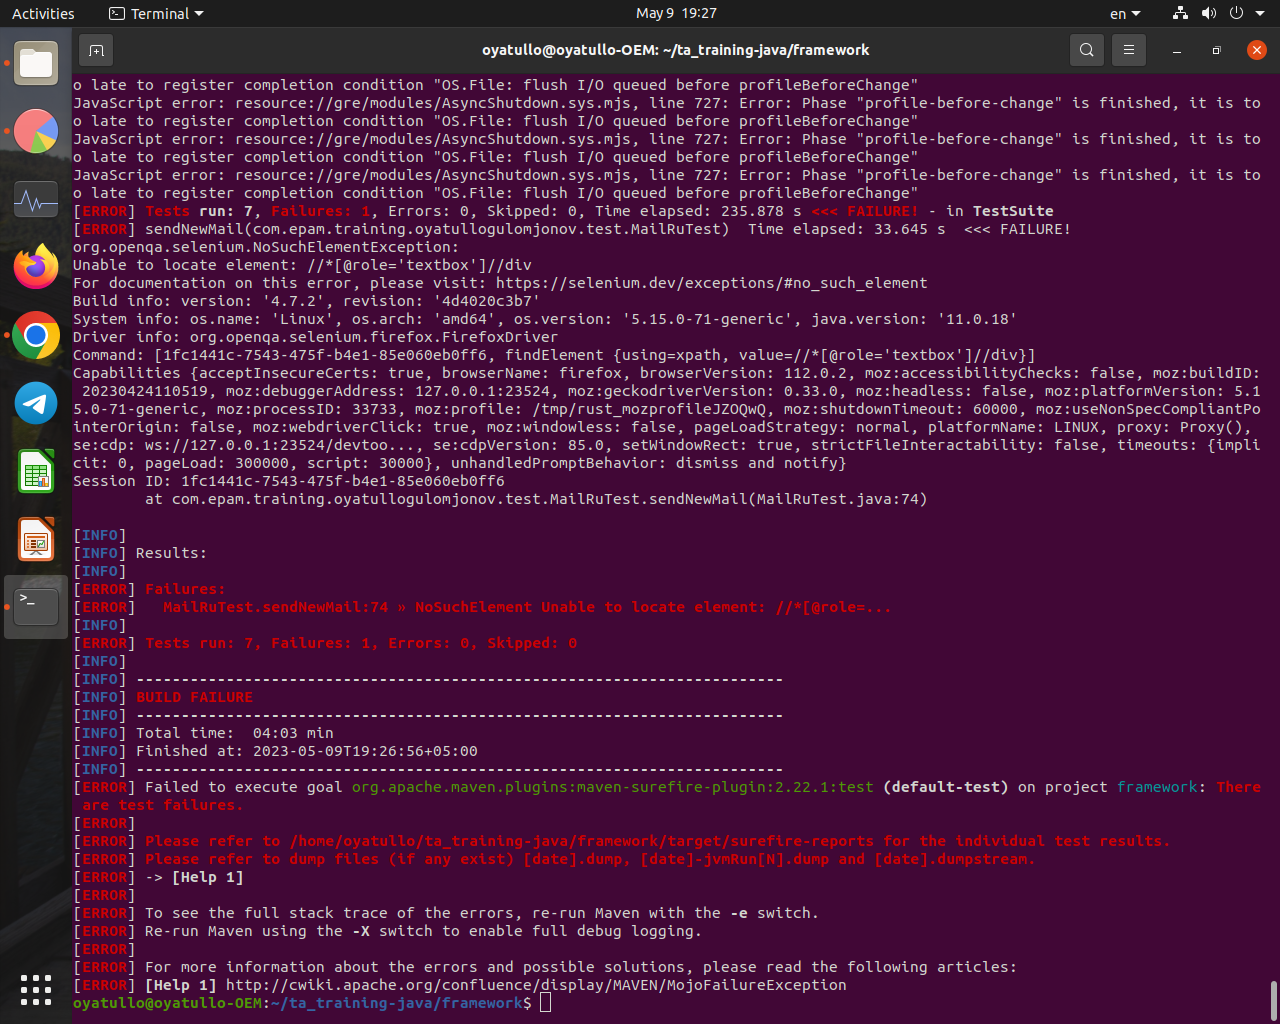 Activities
Terminal
May 9 19:27
en
oyatullo@oyatullo-OEM: ~/ta_training-java/framework
o late to register completion condition "OS.File: flush I/O queued before profileBeforeChange"
JavaScript error: resource://gre/modules/AsyncShutdown.sys.mjs, line 727: Error: Phase "profile-before-change" is finished, it is to
o late to register completion condition "OS.File: flush I/O queued before profileBeforeChange"
JavaScript error: resource://gre/modules/AsyncShutdown.sys.mjs, line 727: Error: Phase "profile-before-change" is finished, it is to
o late to register completion condition "OS.File: flush I/O queued before profileBeforeChange"
JavaScript error: resource://gre/modules/AsyncShutdown.sys.mjs, line 727: Error: Phase "profile-before-change" is finished, it is to
o late to register completion condition "OS.File: flush I/O queued before profileBeforeChange"
[ERROR] Tests run: 7, Failures: 1, Errors: 0, Skipped: 0, Time elapsed: 235.878 s <<< FAILURE! - in TestSuite
[ERROR] sendNewMail(com.epam.training.oyatullogulomjonov.test.MailRuTest)  Time elapsed: 33.645 s  <<< FAILURE!
org.openqa.selenium.NoSuchElementException:
Unable to locate element: //*[@role='textbox']//div
For documentation on this error, please visit: https://selenium.dev/exceptions/#no_such_element
Build info: version: '4.7.2', revision: '4d4020c3b7'
System info: os.name: 'Linux', os.arch: 'amd64', os.version: '5.15.0-71-generic', java.version: '11.0.18'
Driver info: org.openqa.selenium.firefox.FirefoxDriver
Command: [1fc1441c-7543-475f-b4e1-85e060eb0ff6, findElement {using=xpath, value=//*[@role='textbox']//div}]
Capabilities {acceptInsecureCerts: true, browserName: firefox, browserVersion: 112.0.2, moz:accessibilityChecks: false, moz:buildID:
 20230424110519, moz:debuggerAddress: 127.0.0.1:23524, moz:geckodriverVersion: 0.33.0, moz:headless: false, moz:platformVersion: 5.1
5.0-71-generic, moz:processID: 33733, moz:profile: /tmp/rust_mozprofileJZOQwQ, moz:shutdownTimeout: 60000, moz:useNonSpecCompliantPo
interOrigin: false, moz:webdriverClick: true, moz:windowless: false, pageLoadStrategy: normal, platformName: LINUX, proxy: Proxy(),
se:cdp: ws://127.0.0.1:23524/devtoo..., se:cdpVersion: 85.0, setWindowRect: true, strictFileInteractability: false, timeouts: {impli
cit: 0, pageLoad: 300000, script: 30000}, unhandledPromptBehavior: dismiss and notify}
Session ID: 1fc1441c-7543-475f-b4e1-85e060eb0ff6
        at com.epam.training.oyatullogulomjonov.test.MailRuTest.sendNewMail(MailRuTest.java:74)
[INFO]
[INFO] Results:
[INFO]
[ERROR] Failures:
[ERROR]   MailRuTest.sendNewMail:74 » NoSuchElement Unable to locate element: //*[@role=...
[INFO]
[ERROR] Tests run: 7, Failures: 1, Errors: 0, Skipped: 0
[INFO]
[INFO] ------------------------------------------------------------------------
[INFO] BUILD FAILURE
[INFO] ------------------------------------------------------------------------
[INFO] Total time:  04:03 min
[INFO] Finished at: 2023-05-09T19:26:56+05:00
[INFO] ------------------------------------------------------------------------
[ERROR] Failed to execute goal org.apache.maven.plugins:maven-surefire-plugin:2.22.1:test (default-test) on project framework: There
 are test failures.
[ERROR]
[ERROR] Please refer to /home/oyatullo/ta_training-java/framework/target/surefire-reports for the individual test results.
[ERROR] Please refer to dump files (if any exist) [date].dump, [date]-jvmRun[N].dump and [date].dumpstream.
[ERROR] -> [Help 1]
[ERROR]
[ERROR] To see the full stack trace of the errors, re-run Maven with the -e switch.
[ERROR] Re-run Maven using the -X switch to enable full debug logging.
[ERROR]
[ERROR] For more information about the errors and possible solutions, please read the following articles:
[ERROR] [Help 1] http://cwiki.apache.org/confluence/display/MAVEN/MojoFailureException
oyatullo@oyatullo-OEM:~/ta_training-java/framework$